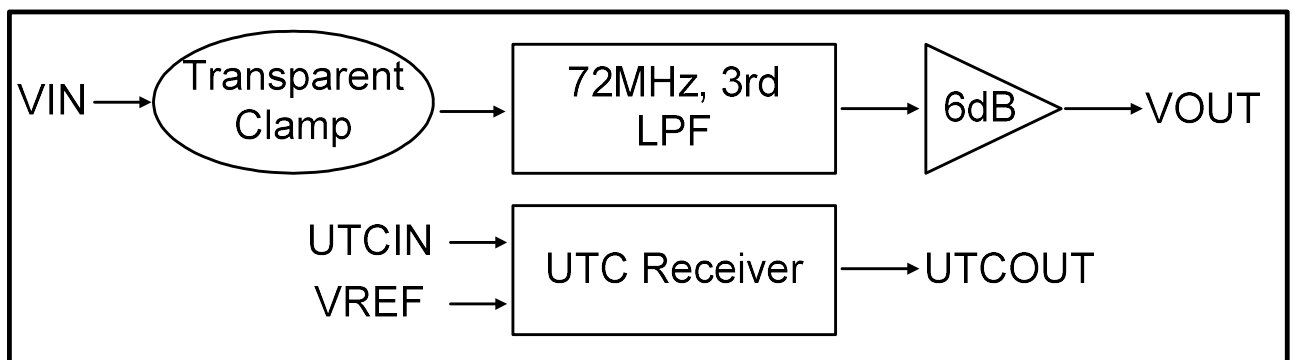 VIN
Transparent
Clamp
72MHz, 3rd
LPF
6dB
VOUT
UTCIN
VREF
UTC Receiver
UTCOUT